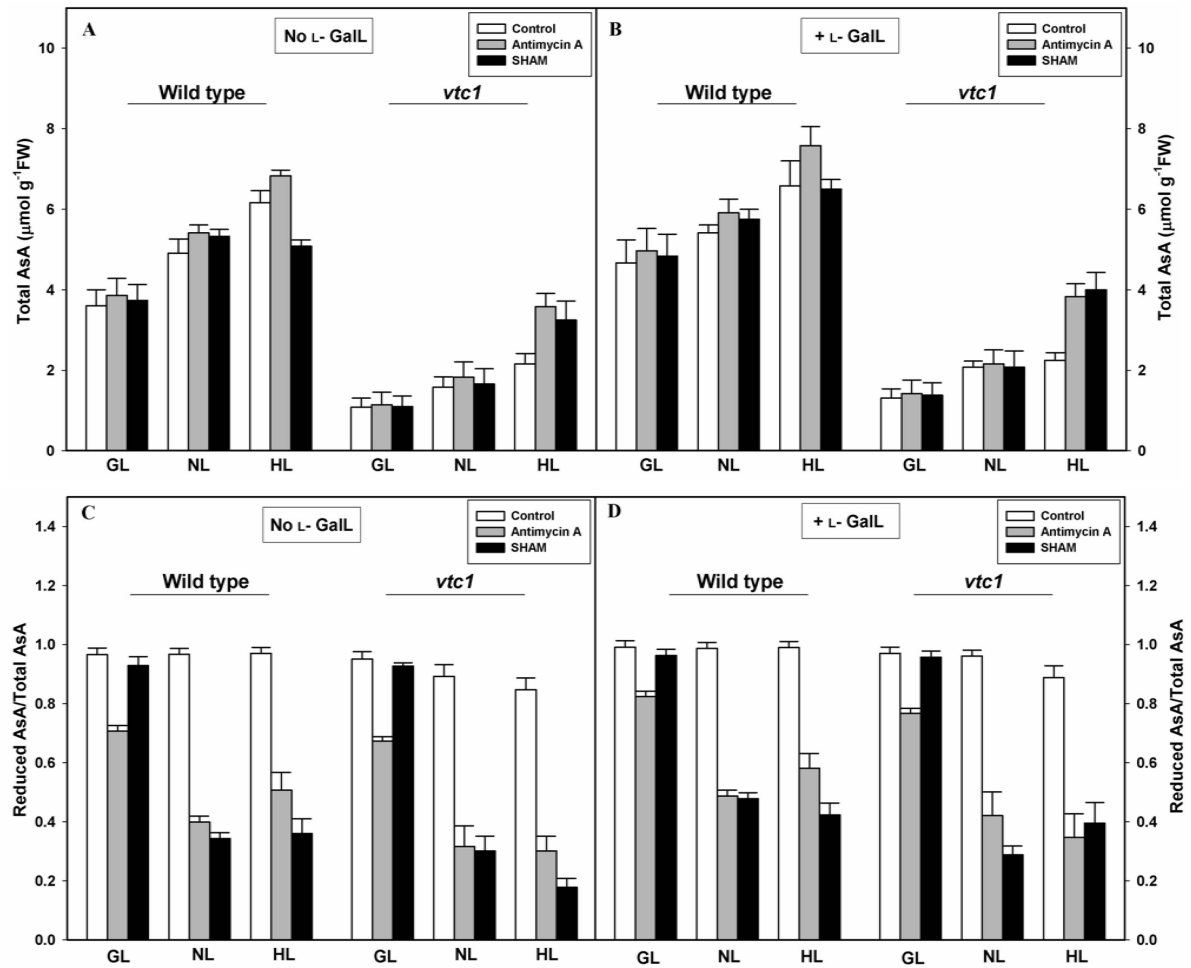 A
No L- GalL
Control
Antimycin A
SHAM
Wild type
vtc1
10
8
6
4
2
0
Total AsA (μmol g⁻¹FW)
GL NL HL GL NL HL
B
+ L- GalL
Control
Antimycin A
SHAM
Wild type
vtc1
10
8
6
4
2
0
Total AsA (μmol g⁻¹FW)
GL NL HL GL NL HL
C
No L- GalL
Control
Antimycin A
SHAM
Wild type
vtc1
1.4
1.2
1.0
0.8
0.6
0.4
0.2
0.0
Reduced AsA/Total AsA
GL NL HL GL NL HL
D
+ L- GalL
Control
Antimycin A
SHAM
Wild type
vtc1
1.4
1.2
1.0
0.8
0.6
0.4
0.2
0.0
Reduced AsA/Total AsA
GL NL HL GL NL HL